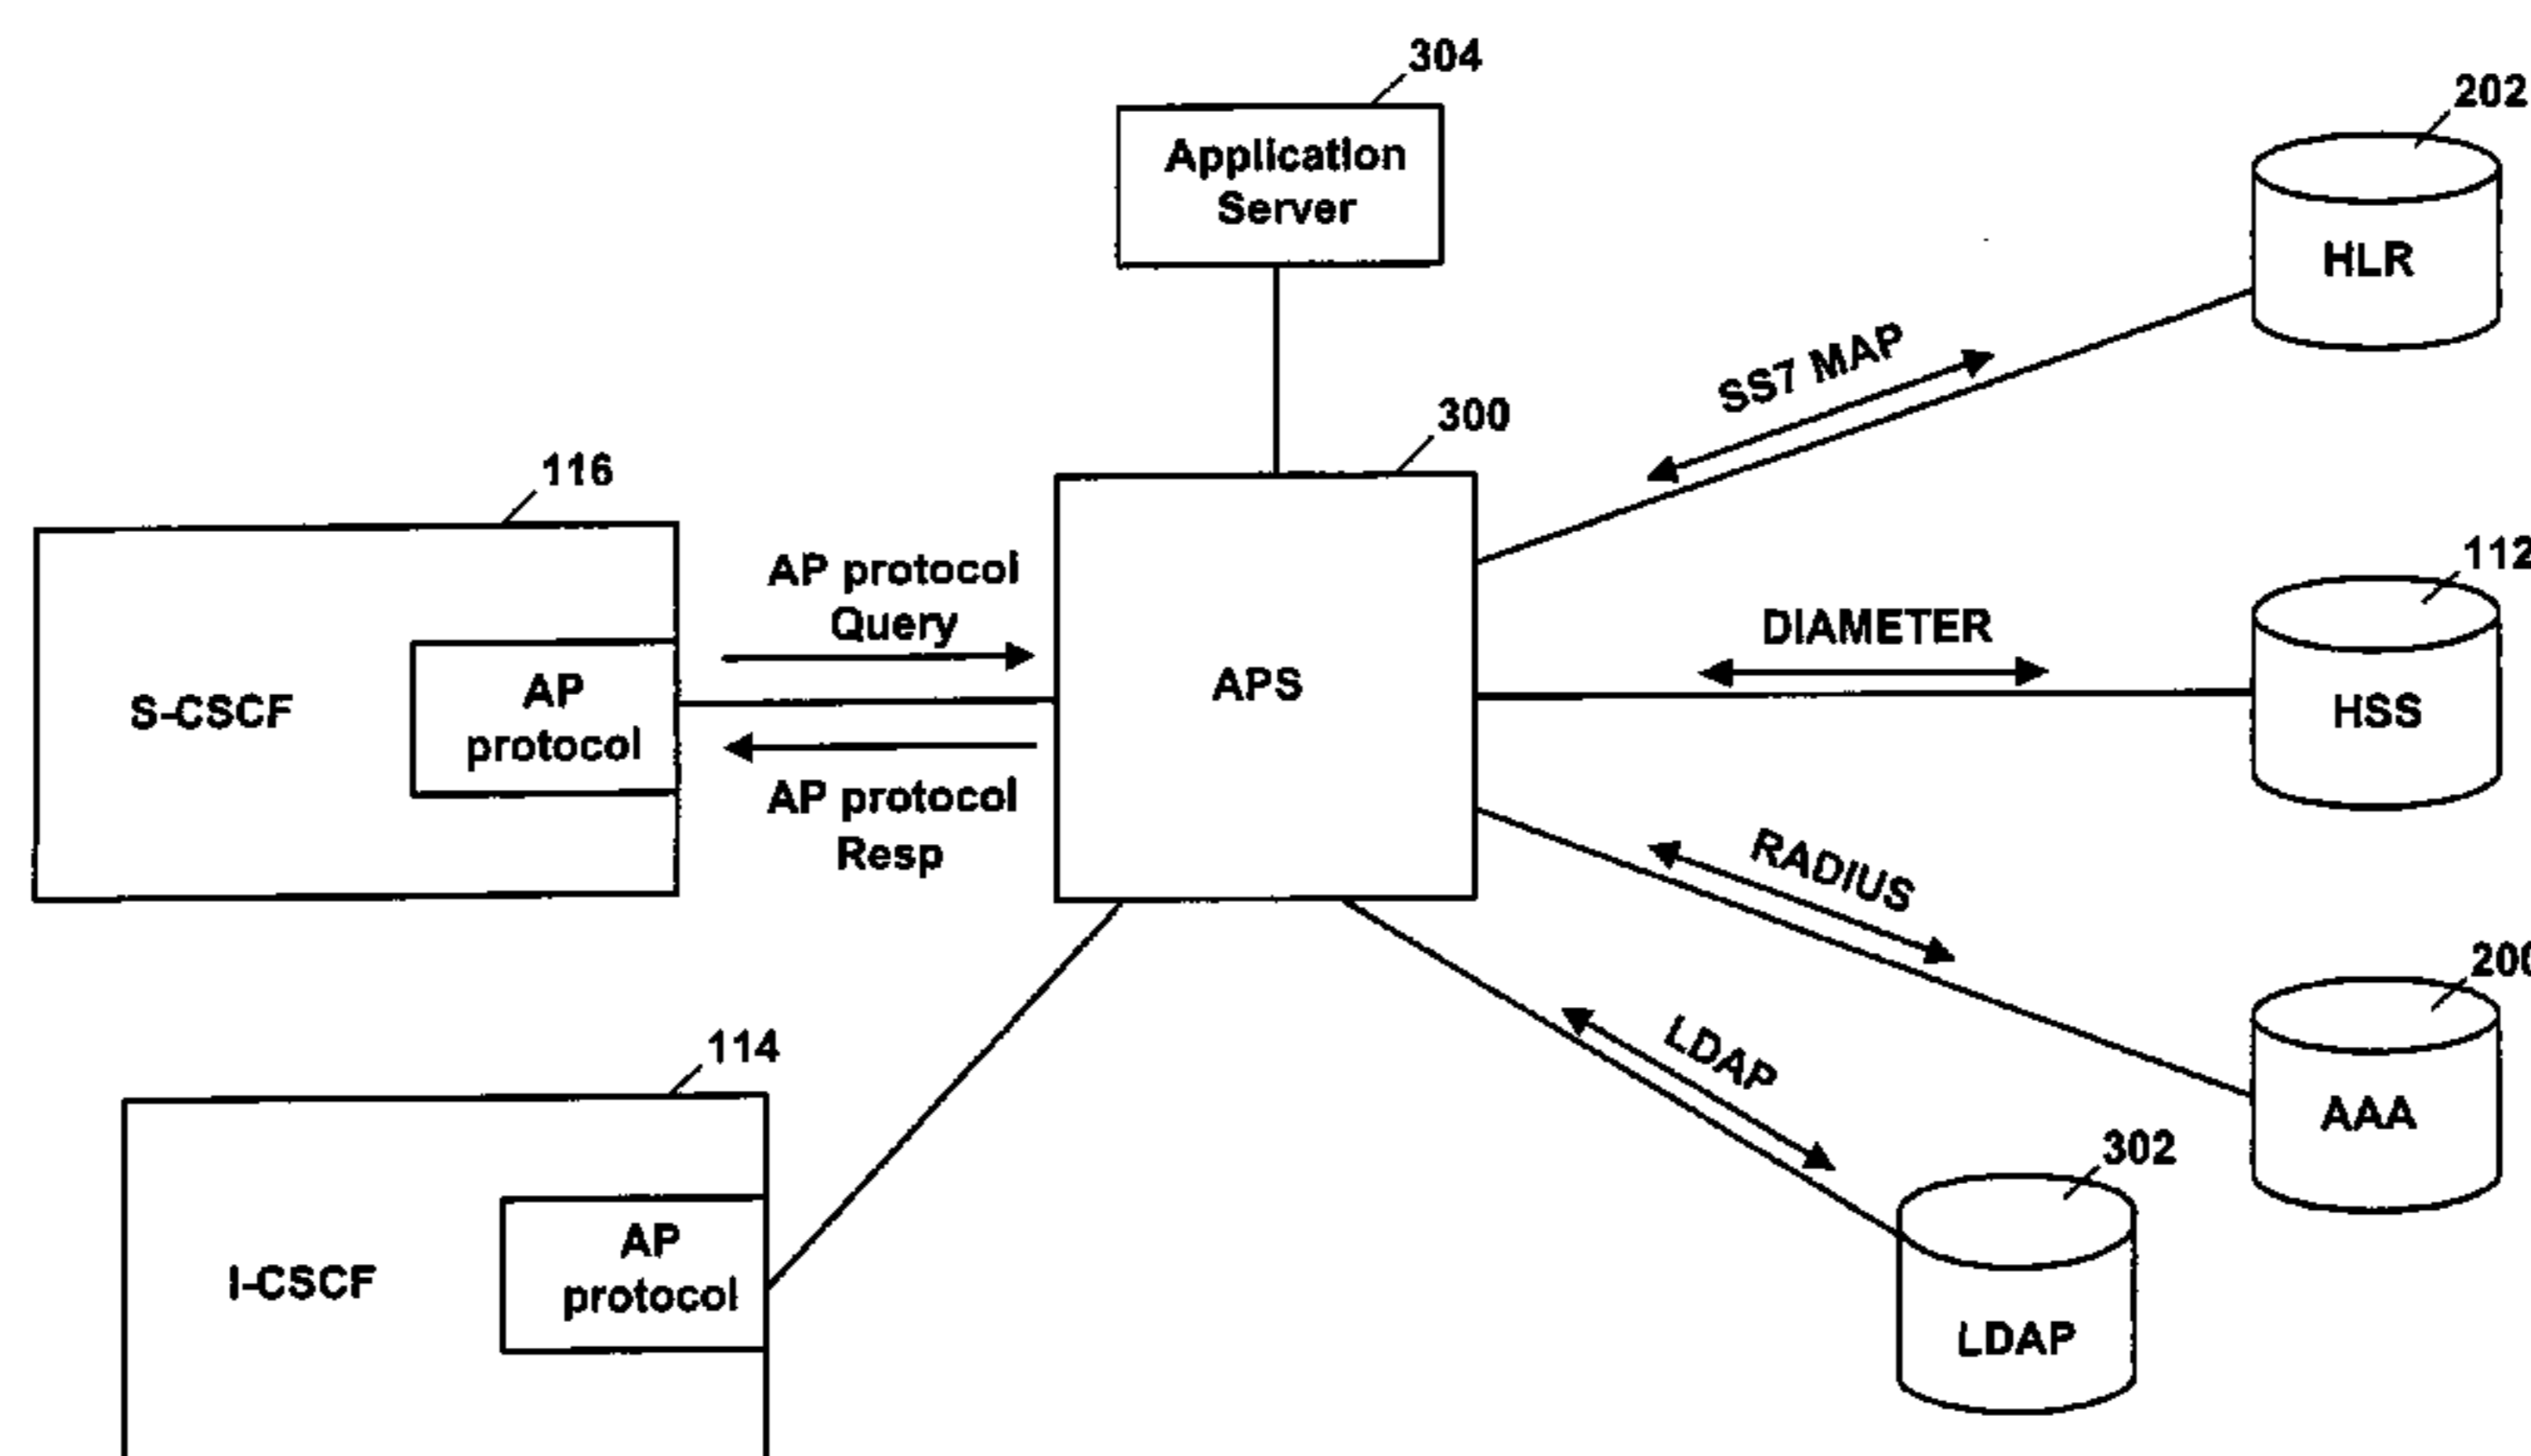 304
Application
Server
202
HLR
SS7 MAP
300
116
AP protocol
Query
S-CSCF
AP
protocol
APS
AP protocol
Resp
112
DIAMETER
HSS
RADIUS
200
AAA
LDAP
302
LDAP
114
I-CSCF
AP
protocol